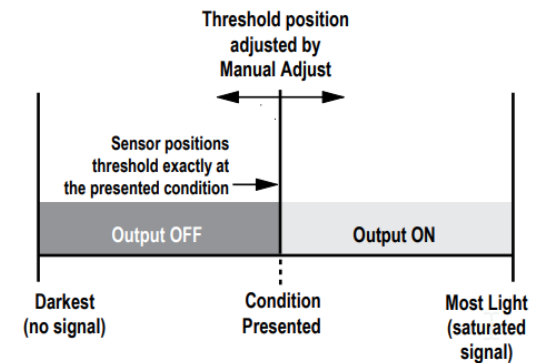 Threshold position
adjusted by
Manual Adjust
Sensor positions
threshold exactly at
the presented condition
Output OFF
Output ON
Darkest
(no signal)
Condition
Presented
Most Light
(saturated
signal)